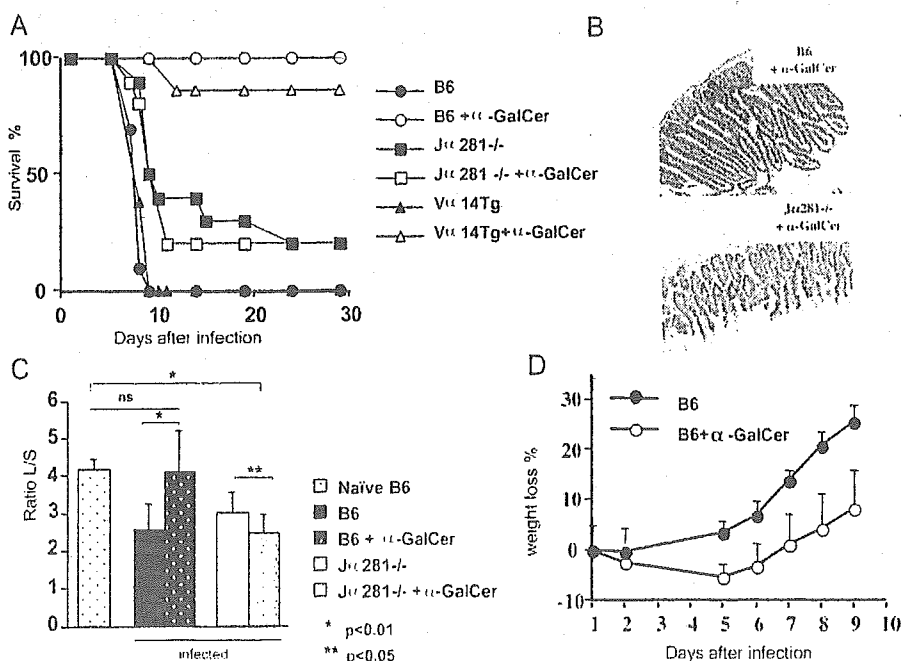 A
Survival %
100
50
0
0
10
20
30
Days after infection
B6
B6 +α -GalCer
Jα 281-/-
Jα 281 -/- +α-GalCer
Vα 14Tg
Vα 14Tg+α-GalCer
B
B6
+ α-GalCer
Jα281-/-
+ α-GalCer
C
Ratio L/S
6
5
4
3
2
1
0
*
ns
*
**
infected
Naïve B6
B6
B6 + α-GalCer
Jα 281-/-
Jα 281-/- +α-GalCer
* p<0.01
** p<0.05
D
weight loss %
30
20
10
0
-10
1 2 3 4 5 6 7 8 9 10
Days after infection
B6
B6+α -GalCer